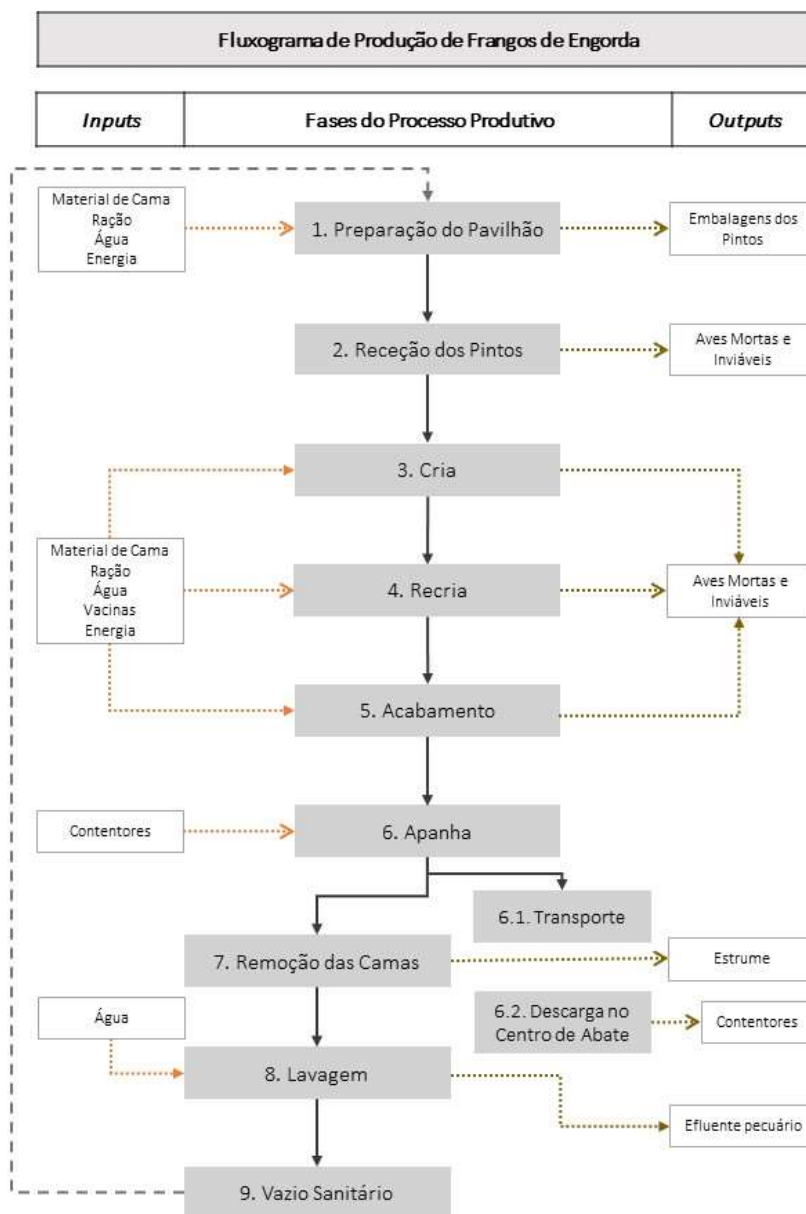 Fluxograma de Produção de Frangos de Engorda
Inputs
Fases do Processo Produtivo
Outputs
Material de Cama
Ração
Água
Energia
1. Preparação do Pavilhão
Embalagens dos
Pintos
2. Receção dos Pintos
Aves Mortas e
Inviáveis
3. Cria
Material de Cama
Ração
Água
Vacinas
Energia
4. Recria
Aves Mortas e
Inviáveis
5. Acabamento
Contentores
6. Apanha
6.1. Transporte
7. Remoção das Camas
Estrume
Água
6.2. Descarga no
Centro de Abate
Contentores
8. Lavagem
Efluente pecuário
9. Vazio Sanitário